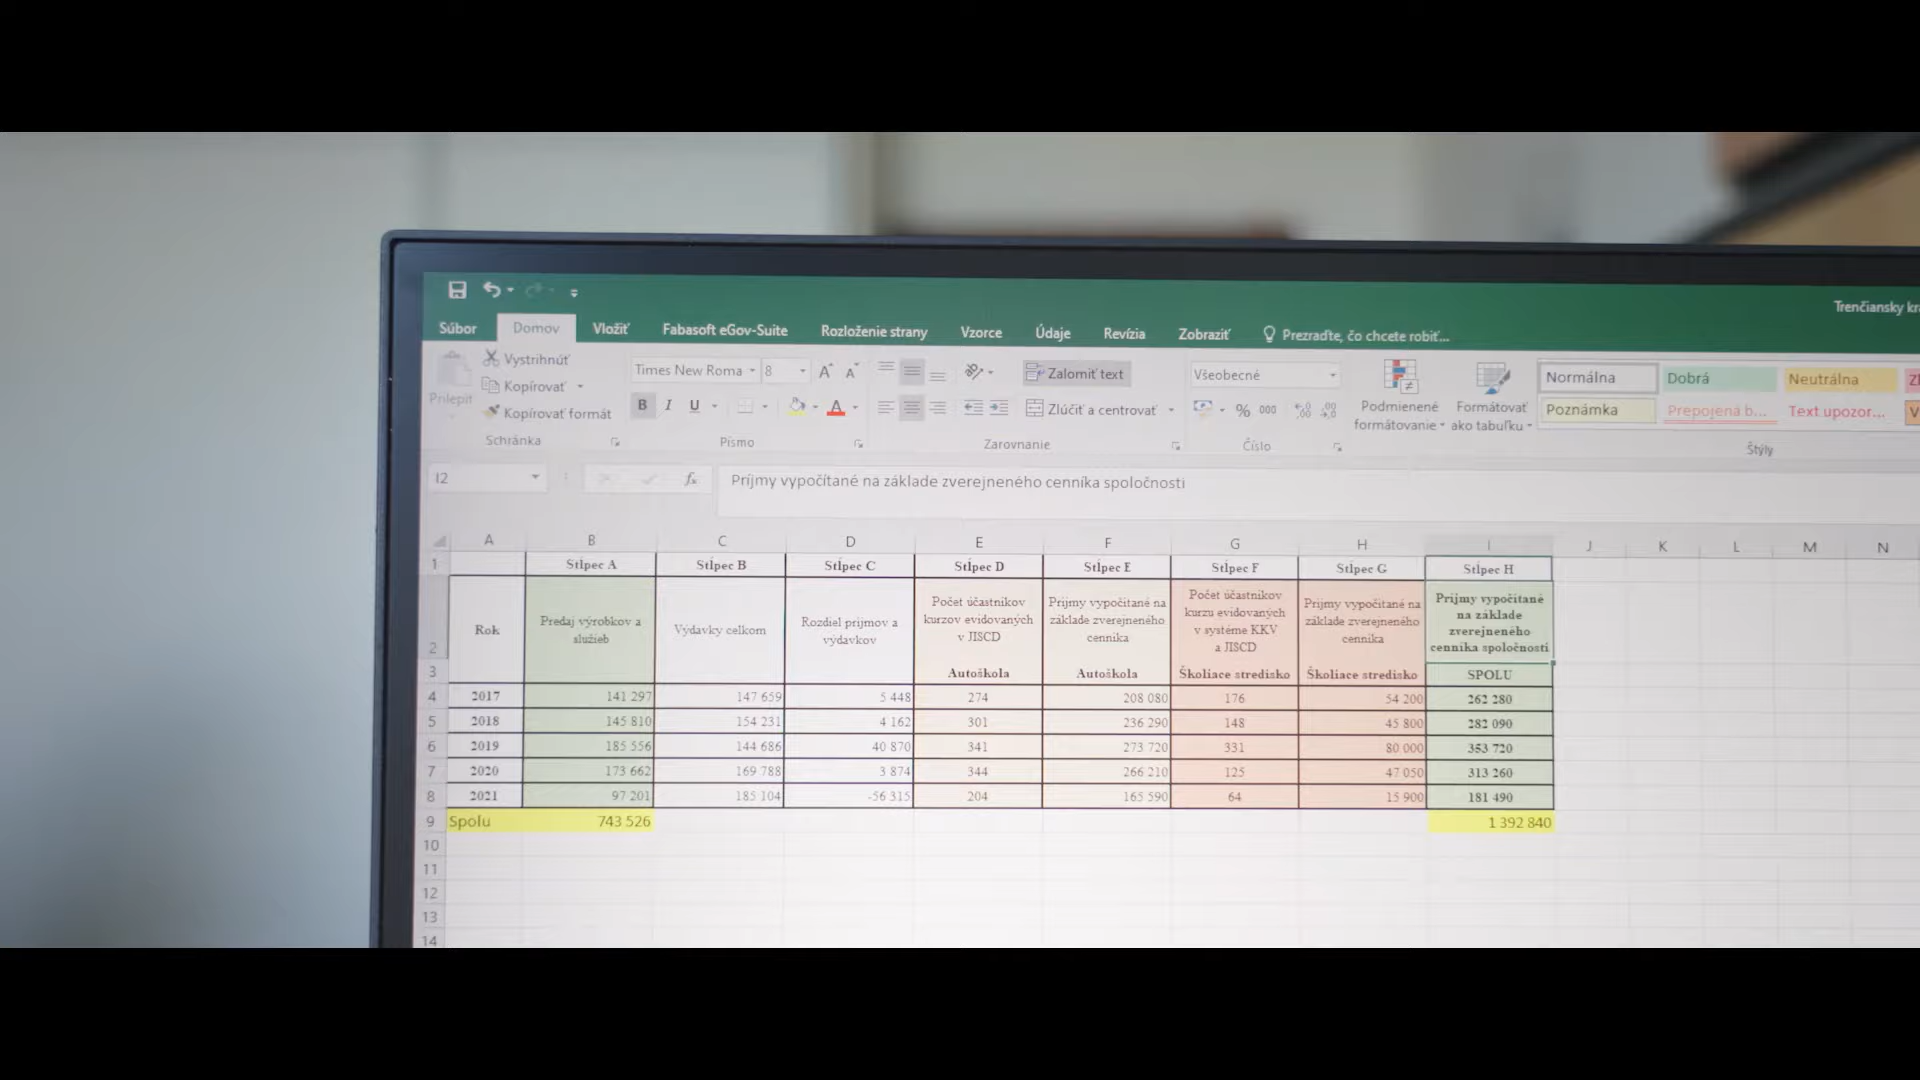 Trenčiansky kr
Súbor Domov Vložiť Fabasoft eGov-Suite Rozloženie strany Vzorce Údaje Revízia Zobraziť Prezraďte, čo chcete robiť...
Prilepiť
Vystrihnúť
Kopírovať
Kopírovať formát
Schránka
Times New Roma 8
B I U
Písmo
Zalomiť text
Zlúčiť a centrovať
Zarovnanie
Všeobecné
% 000
Číslo
Podmienené formátovanie
Formátovať ako tabuľku
Normálna Dobrá Neutrálna
Poznámka Prepojená b... Text upozor...
Štýly
I2 fx Príjmy vypočítané na základe zverejneného cenníka spoločnosti
A B C D E F G H I J K L M N
1 Stĺpec A Stĺpec B Stĺpec C Stĺpec D Stĺpec E Stĺpec F Stĺpec G Stĺpec H
2 Rok
Predaj výrobkov a služieb
Výdavky celkom
Rozdiel príjmov a výdavkov
Počet účastníkov kurzov evidovaných v JISCD
Príjmy vypočítané na základe zverejneného cenníka
Počet účastníkov kurzu evidovaných v systéme KKV a JISCD
Príjmy vypočítané na základe zverejneného cenníka
Príjmy vypočítané na základe zverejneného cenníka spoločnosti
3 Autoškola Autoškola Školiace stredisko Školiace stredisko SPOLU
4 2017 141 297 147 659 5 448 274 208 080 176 54 200 262 280
5 2018 145 810 154 231 4 162 301 236 290 148 45 800 282 090
6 2019 185 556 144 686 40 870 341 273 720 331 80 000 353 720
7 2020 173 662 169 788 3 874 344 266 210 125 47 050 313 260
8 2021 97 201 185 104 -56 315 204 165 590 64 15 900 181 490
9 Spolu 743 526 1 392 840
10
11
12
13
14